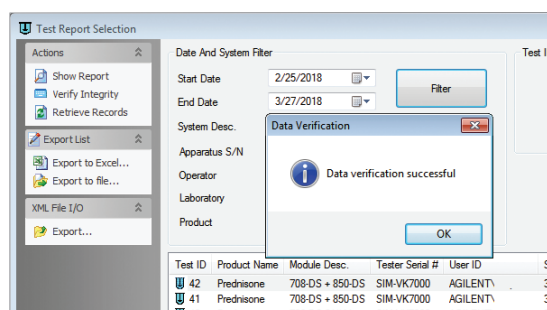 Test Report Selection
Actions
Show Report
Verify Integrity
Retrieve Records
Export List
Export to Excel...
Export to file...
XML File I/O
Export...
Date And System Filter
Start Date 2/25/2018
End Date 3/27/2018
Filter
System Desc.
Apparatus S/N
Operator
Laboratory
Product
Test
Data Verification
Data verification successful
OK
Test ID Product Name Module Desc. Tester Serial # User ID S
42 Prednisone 708-DS + 850-DS SIM-VK7000 AGILENT\ 3
41 Prednisone 708-DS + 850-DS SIM-VK7000 AGILENT\ 3